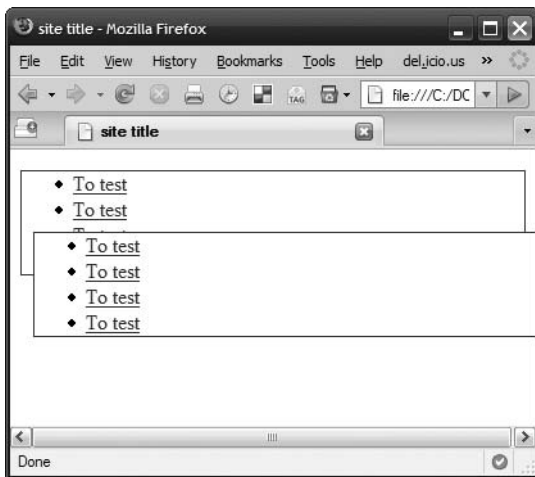 site title - Mozilla Firefox
File Edit View History Bookmarks Tools Help del.icio.us »
TAG file:///C:/DC
site title
To test
To test
To test
To test
To test
To test
Done